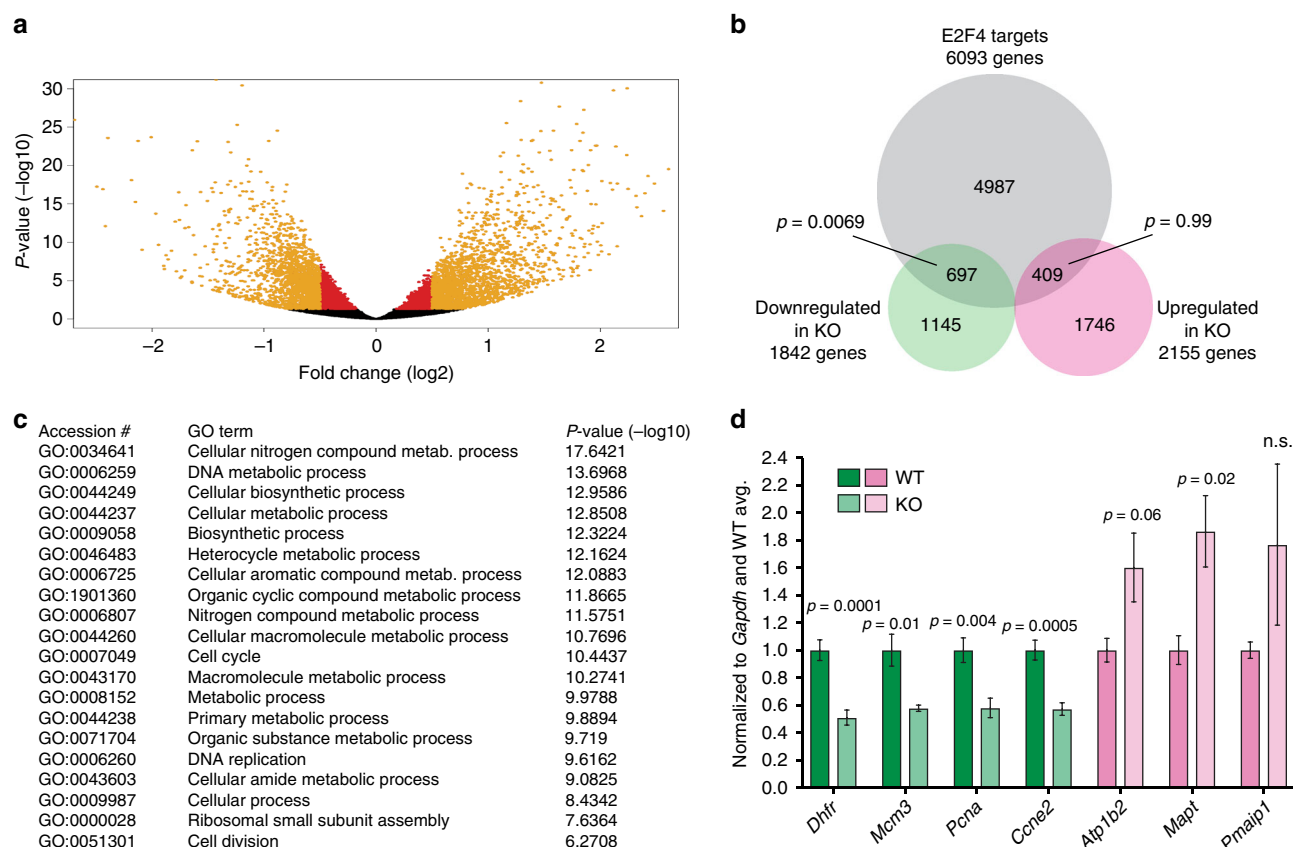 a
P-value (–log10)
30
25
20
15
10
5
0
–2
–1
0
1
2
Fold change (log2)
b
E2F4 targets
6093 genes
4987
p = 0.0069
p = 0.99
697
409
Downregulated
in KO
1842 genes
1145
1746
Upregulated
in KO
2155 genes
c
Accession # GO term P-value (–log10)
GO:0034641 Cellular nitrogen compound metab. process 17.6421
GO:0006259 DNA metabolic process 13.6968
GO:0044249 Cellular biosynthetic process 12.9586
GO:0044237 Cellular metabolic process 12.8508
GO:0009058 Biosynthetic process 12.3224
GO:0046483 Heterocycle metabolic process 12.1624
GO:0006725 Cellular aromatic compound metab. process 12.0883
GO:1901360 Organic cyclic compound metabolic process 11.8665
GO:0006807 Nitrogen compound metabolic process 11.5751
GO:0044260 Cellular macromolecule metabolic process 10.7696
GO:0007049 Cell cycle 10.4437
GO:0043170 Macromolecule metabolic process 10.2741
GO:0008152 Metabolic process 9.9788
GO:0044238 Primary metabolic process 9.8894
GO:0071704 Organic substance metabolic process 9.719
GO:0006260 DNA replication 9.6162
GO:0043603 Cellular amide metabolic process 9.0825
GO:0009987 Cellular process 8.4342
GO:0000028 Ribosomal small subunit assembly 7.6364
GO:0051301 Cell division 6.2708
d
Normalized to Gapdh and WT avg.
2.4
2.2
2.0
1.8
1.6
1.4
1.2
1.0
0.8
0.6
0.4
0.2
0.0
WT
KO
p = 0.0001
p = 0.01
p = 0.004
p = 0.0005
p = 0.06
p = 0.02
n.s.
Dhfr
Mcm3
Pcna
Ccne2
Atp1b2
Mapt
Pmaip1